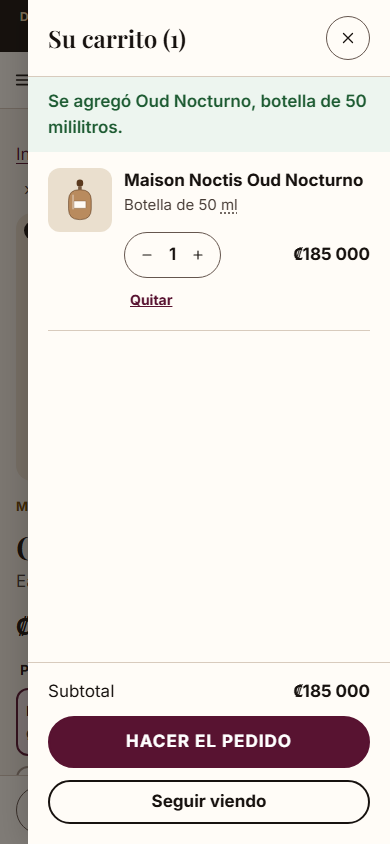 Su carrito (1)
Se agregó Oud Nocturno, botella de 50
mililitros.
Maison Noctis Oud Nocturno
Botella de 50 ml
− 1 + ₡185 000
Quitar
Subtotal ₡185 000
HACER EL PEDIDO
Seguir viendo